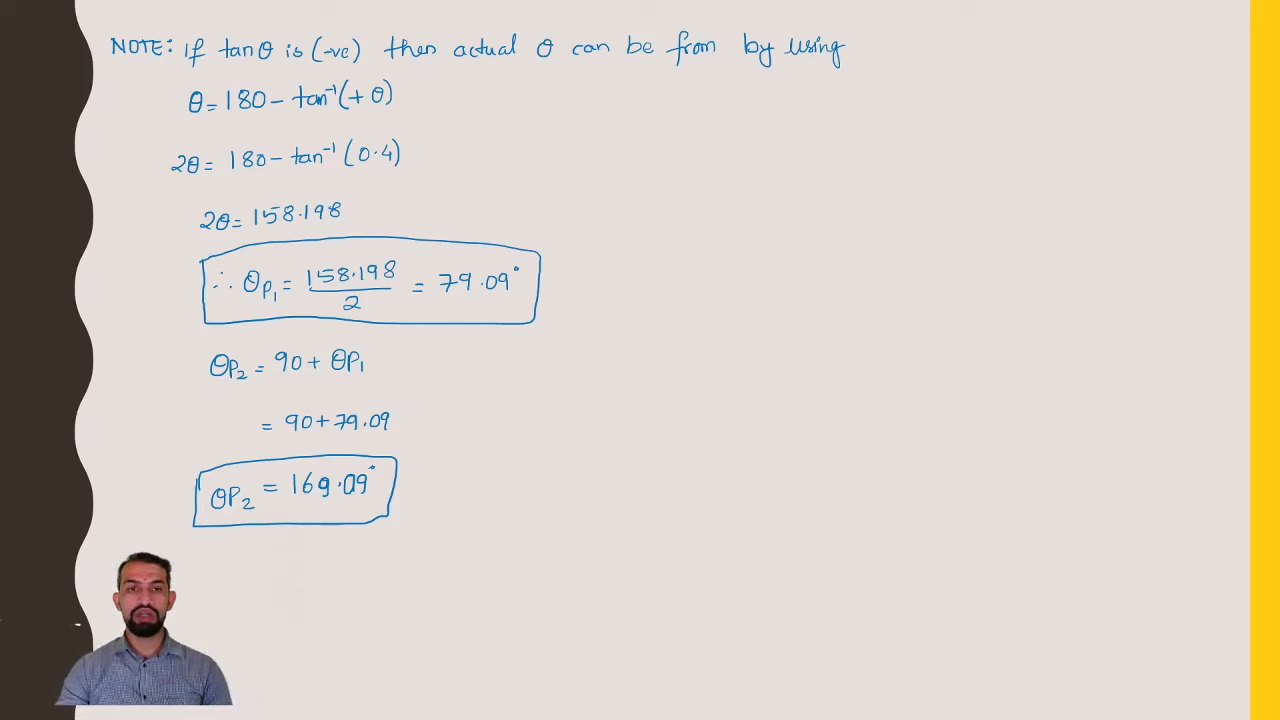 NOTE: if tanθ is (-ve) then actual θ can be from by using
θ = 180 - tan⁻¹(+ θ)
2θ = 180 - tan⁻¹(0.4)
2θ = 158.198
∴ θP₁ = 158.198/2 = 79.09°
θP₂ = 90 + θP₁
= 90 + 79.09
θP₂ = 169.09°